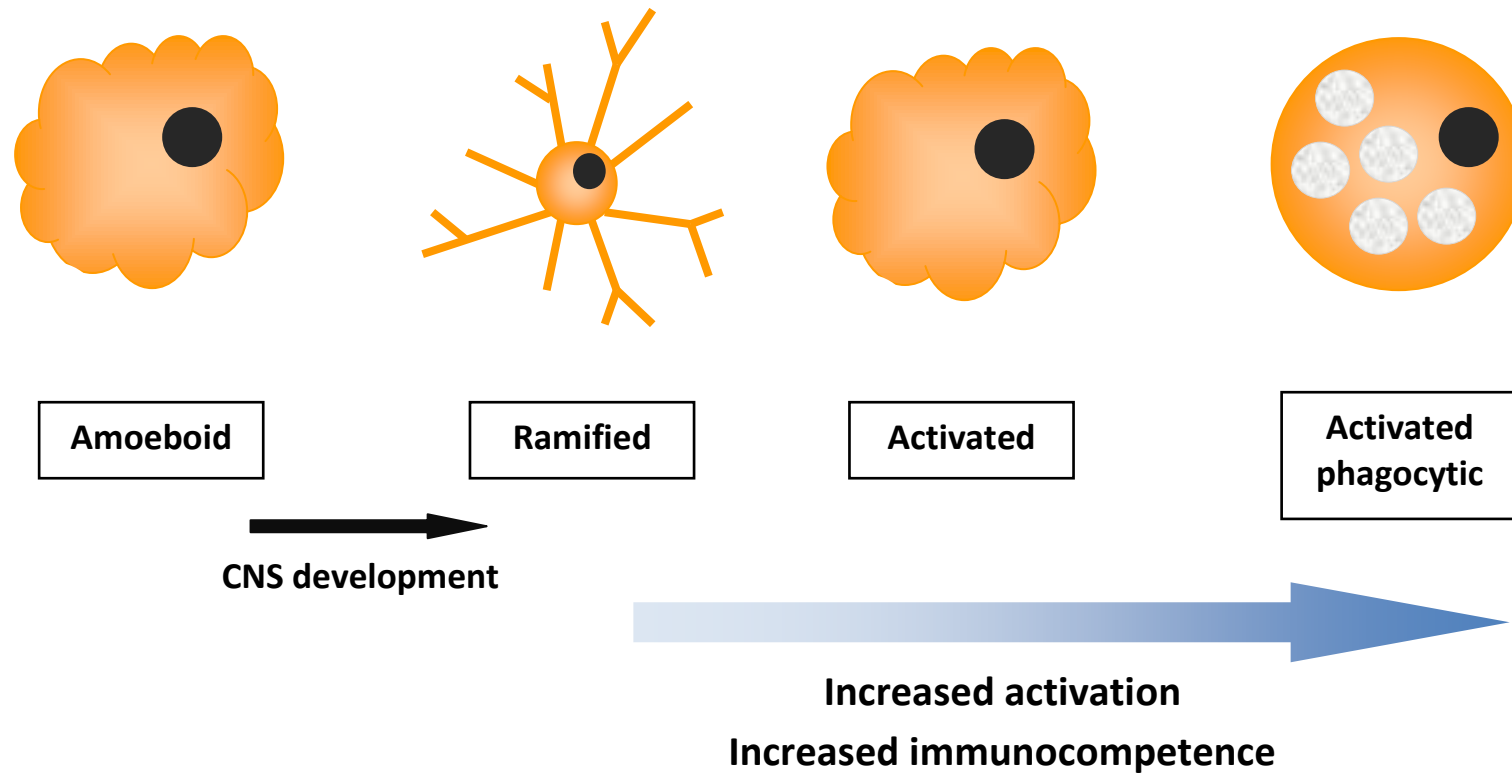 Amoeboid
Ramified
Activated
Activated
phagocytic
CNS development
Increased activation
Increased immunocompetence